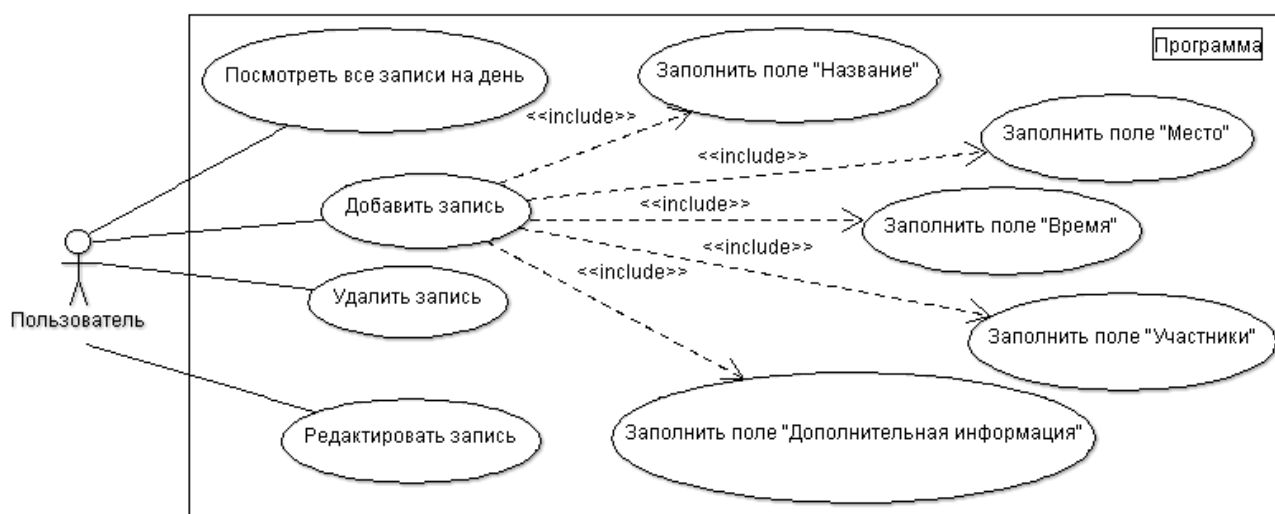 Программа
Посмотреть все записи на день
Заполнить поле "Название"
<<include>>
Заполнить поле "Место"
<<include>>
Добавить запись
<<include>>
Заполнить поле "Время"
<<include>>
<<include>>
Удалить запись
Пользователь
Заполнить поле "Участники"
Редактировать запись
Заполнить поле "Дополнительная информация"